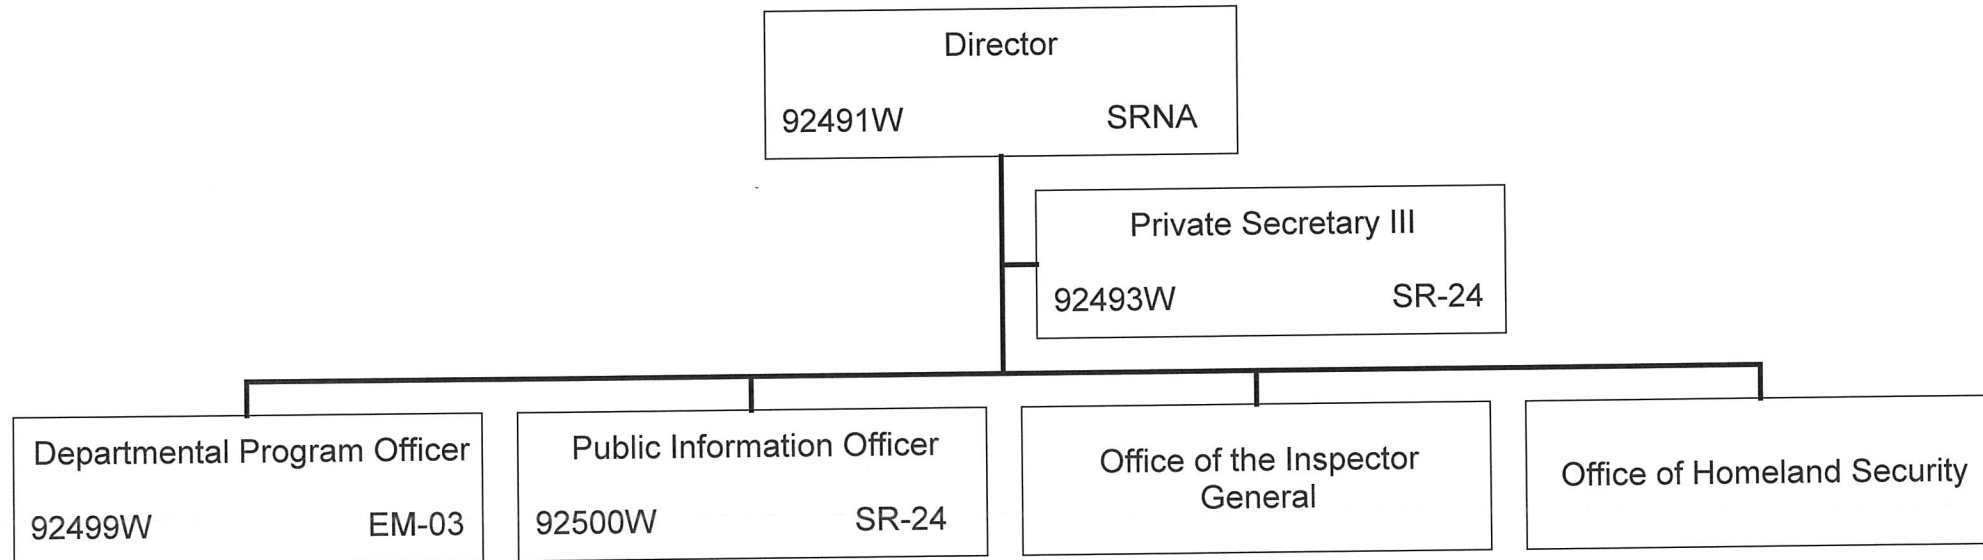 Director
92491W SRNA
Private Secretary III
92493W SR-24
Departmental Program Officer
92499W EM-03
Public Information Officer
92500W SR-24
Office of the Inspector
General
Office of Homeland Security